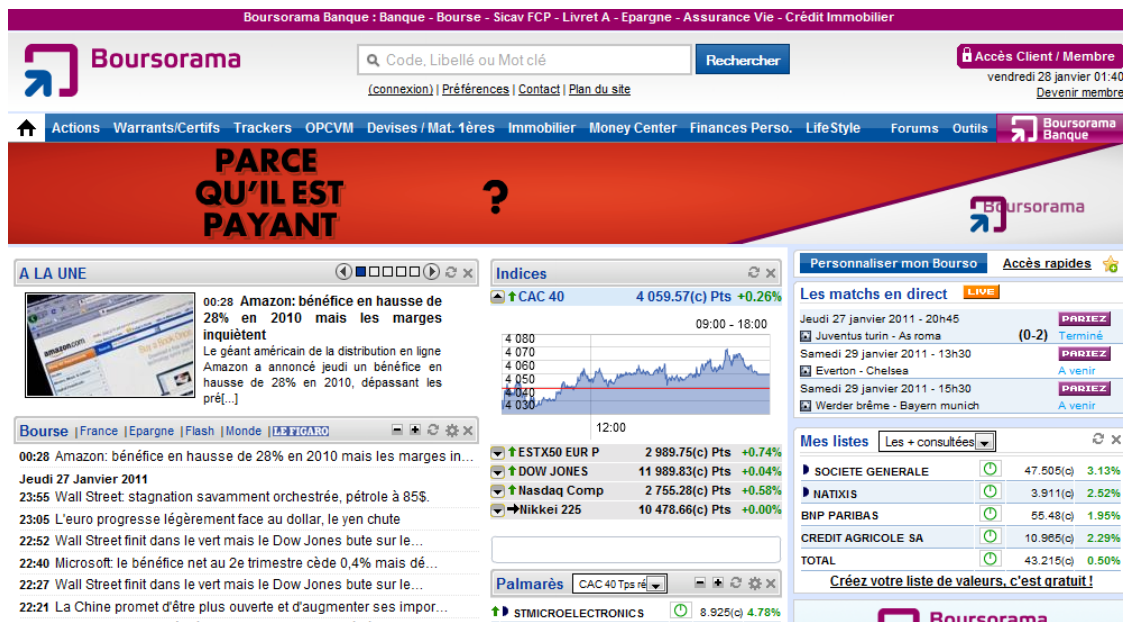 Boursorama Banque : Banque - Bourse - Sicav FCP - Livret A - Epargne - Assurance Vie - Crédit Immobilier
Boursorama
Code, Libellé ou Mot clé
Rechercher
(connexion) | Préférences | Contact | Plan du site
Accès Client / Membre
vendredi 28 janvier 01:40
Devenir membre
Actions Warrants/Certifs Trackers OPCVM Devises / Mat. 1ères Immobilier Money Center Finances Perso. LifeStyle Forums Outils Boursorama Banque
PARCE
QU'IL EST
PAYANT
?
Boursorama
A LA UNE
amazon.com
00:28 Amazon: bénéfice en hausse de
28% en 2010 mais les marges
inquiètent
Le géant américain de la distribution en ligne
Amazon a annoncé jeudi un bénéfice en
hausse de 28% en 2010, dépassant les
pré[...]
Bourse | France | Epargne | Flash | Monde | LE FIGARO
00:28 Amazon: bénéfice en hausse de 28% en 2010 mais les marges in...
Jeudi 27 Janvier 2011
23:55 Wall Street: stagnation savamment orchestrée, pétrole à 85$.
23:05 L'euro progresse légèrement face au dollar, le yen chute
22:52 Wall Street finit dans le vert mais le Dow Jones bute sur le...
22:40 Microsoft: le bénéfice net au 2e trimestre cède 0,4% mais dé...
22:27 Wall Street finit dans le vert mais le Dow Jones bute sur le...
22:21 La Chine promet d'être plus ouverte et d'augmenter ses impor...
Indices
CAC 40 4 059.57(c) Pts +0.26%
09:00 - 18:00
4 080
4 070
4 060
4 050
4 040
4 030
12:00
ESTX50 EUR P 2 989.75(c) Pts +0.74%
DOW JONES 11 989.83(c) Pts +0.04%
Nasdaq Comp 2 755.28(c) Pts +0.58%
Nikkei 225 10 478.66(c) Pts +0.00%
Palmarès CAC 40 Tps ré
STMICROELECTRONICS 8.925(c) 4.78%
Personnaliser mon Bourso Accès rapides
Les matchs en direct LIVE
Jeudi 27 janvier 2011 - 20h45 PARIEZ
Juventus turin - As roma (0-2) Terminé
Samedi 29 janvier 2011 - 13h30 PARIEZ
Everton - Chelsea A venir
Samedi 29 janvier 2011 - 15h30 PARIEZ
Werder brême - Bayern munich A venir
Mes listes Les + consultées
SOCIETE GENERALE 47.505(c) 3.13%
NATIXIS 3.911(c) 2.52%
BNP PARIBAS 55.48(c) 1.95%
CREDIT AGRICOLE SA 10.965(c) 2.29%
TOTAL 43.215(c) 0.50%
Créez votre liste de valeurs, c'est gratuit !
Boursorama